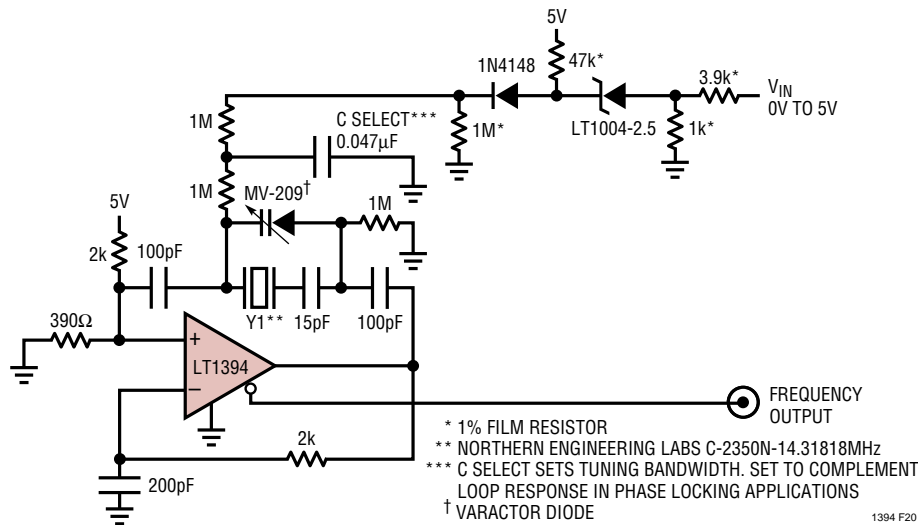 5V
1N4148
47k*
3.9k*
VIN
0V TO 5V
LT1004-2.5
1k*
1M*
C SELECT***
0.047µF
1M
1M
MV-209†
1M
5V
2k
100pF
Y1**
15pF
100pF
390Ω
+
LT1394
–
2k
200pF
FREQUENCY
OUTPUT
* 1% FILM RESISTOR
** NORTHERN ENGINEERING LABS C-2350N-14.31818MHz
*** C SELECT SETS TUNING BANDWIDTH. SET TO COMPLEMENT
LOOP RESPONSE IN PHASE LOCKING APPLICATIONS
† VARACTOR DIODE
1394 F20